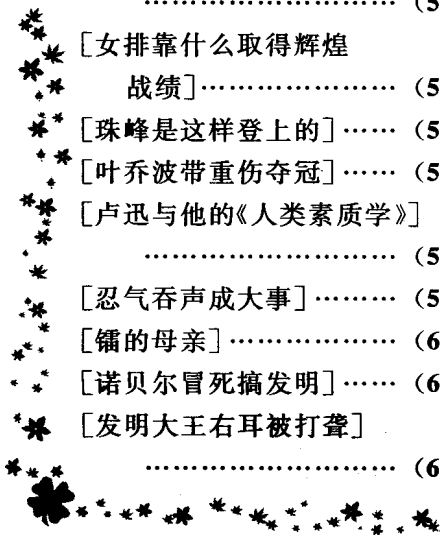 ……………………… (5
[女排靠什么取得辉煌
战绩]………………… (5
[珠峰是这样登上的]…… (5
[叶乔波带重伤夺冠]…… (5
[卢迅与他的《人类素质学》]
……………………… (5
[忍气吞声成大事]……… (5
[镭的母亲]……………… (6
[诺贝尔冒死搞发明]…… (6
[发明大王右耳被打聋]
……………………… (6